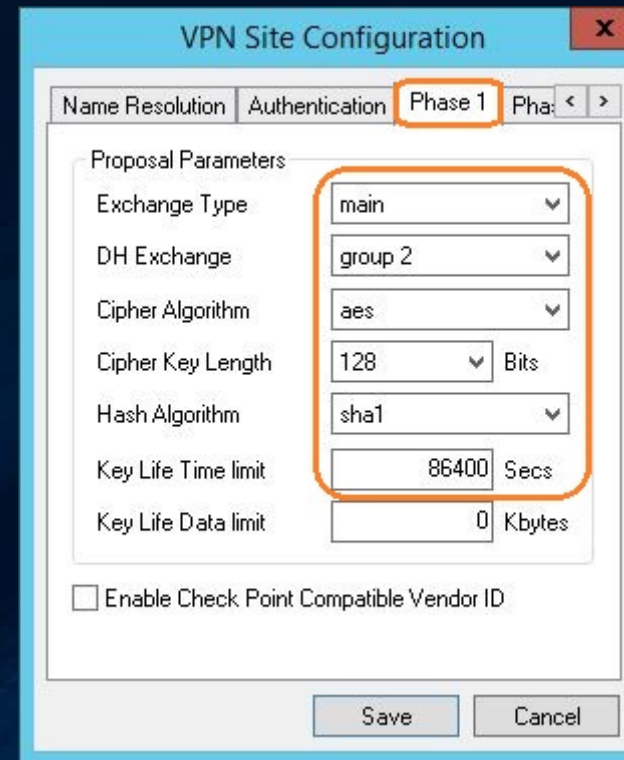 VPN Site Configuration
x
Name Resolution Authentication Phase 1 Pha < >
Proposal Parameters
Exchange Type main
DH Exchange group 2
Cipher Algorithm aes
Cipher Key Length 128 Bits
Hash Algorithm sha1
Key Life Time limit 86400 Secs
Key Life Data limit 0 Kbytes
Enable Check Point Compatible Vendor ID
Save Cancel